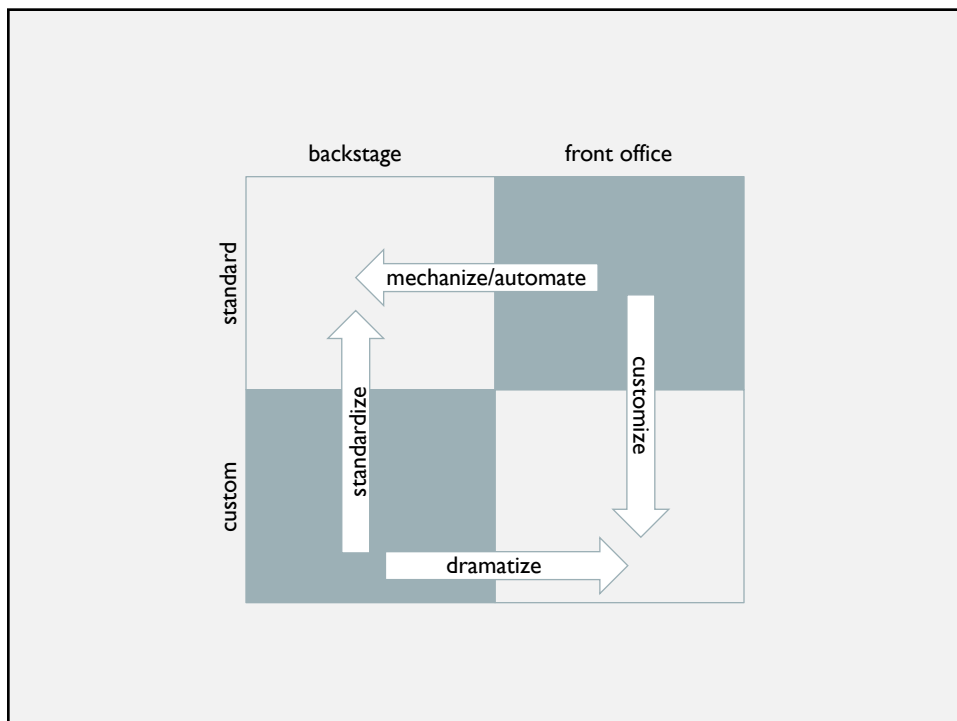 backstage
front office
standard
mechanize/automate
customize
standardize
custom
dramatize